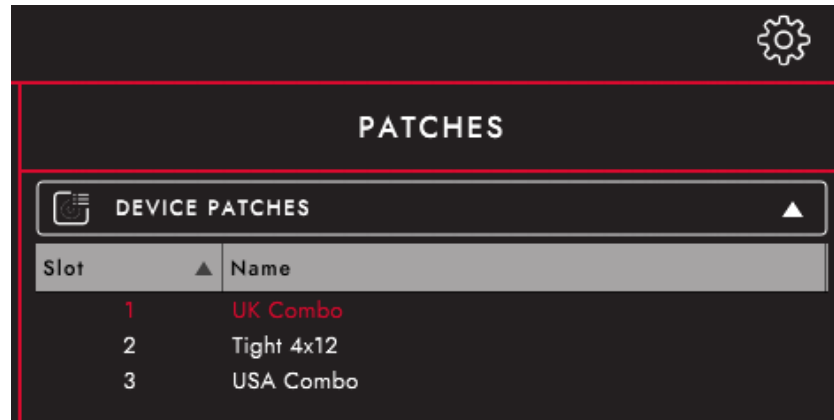 PATCHES
DEVICE PATCHES
Slot Name
1 UK Combo
2 Tight 4x12
3 USA Combo